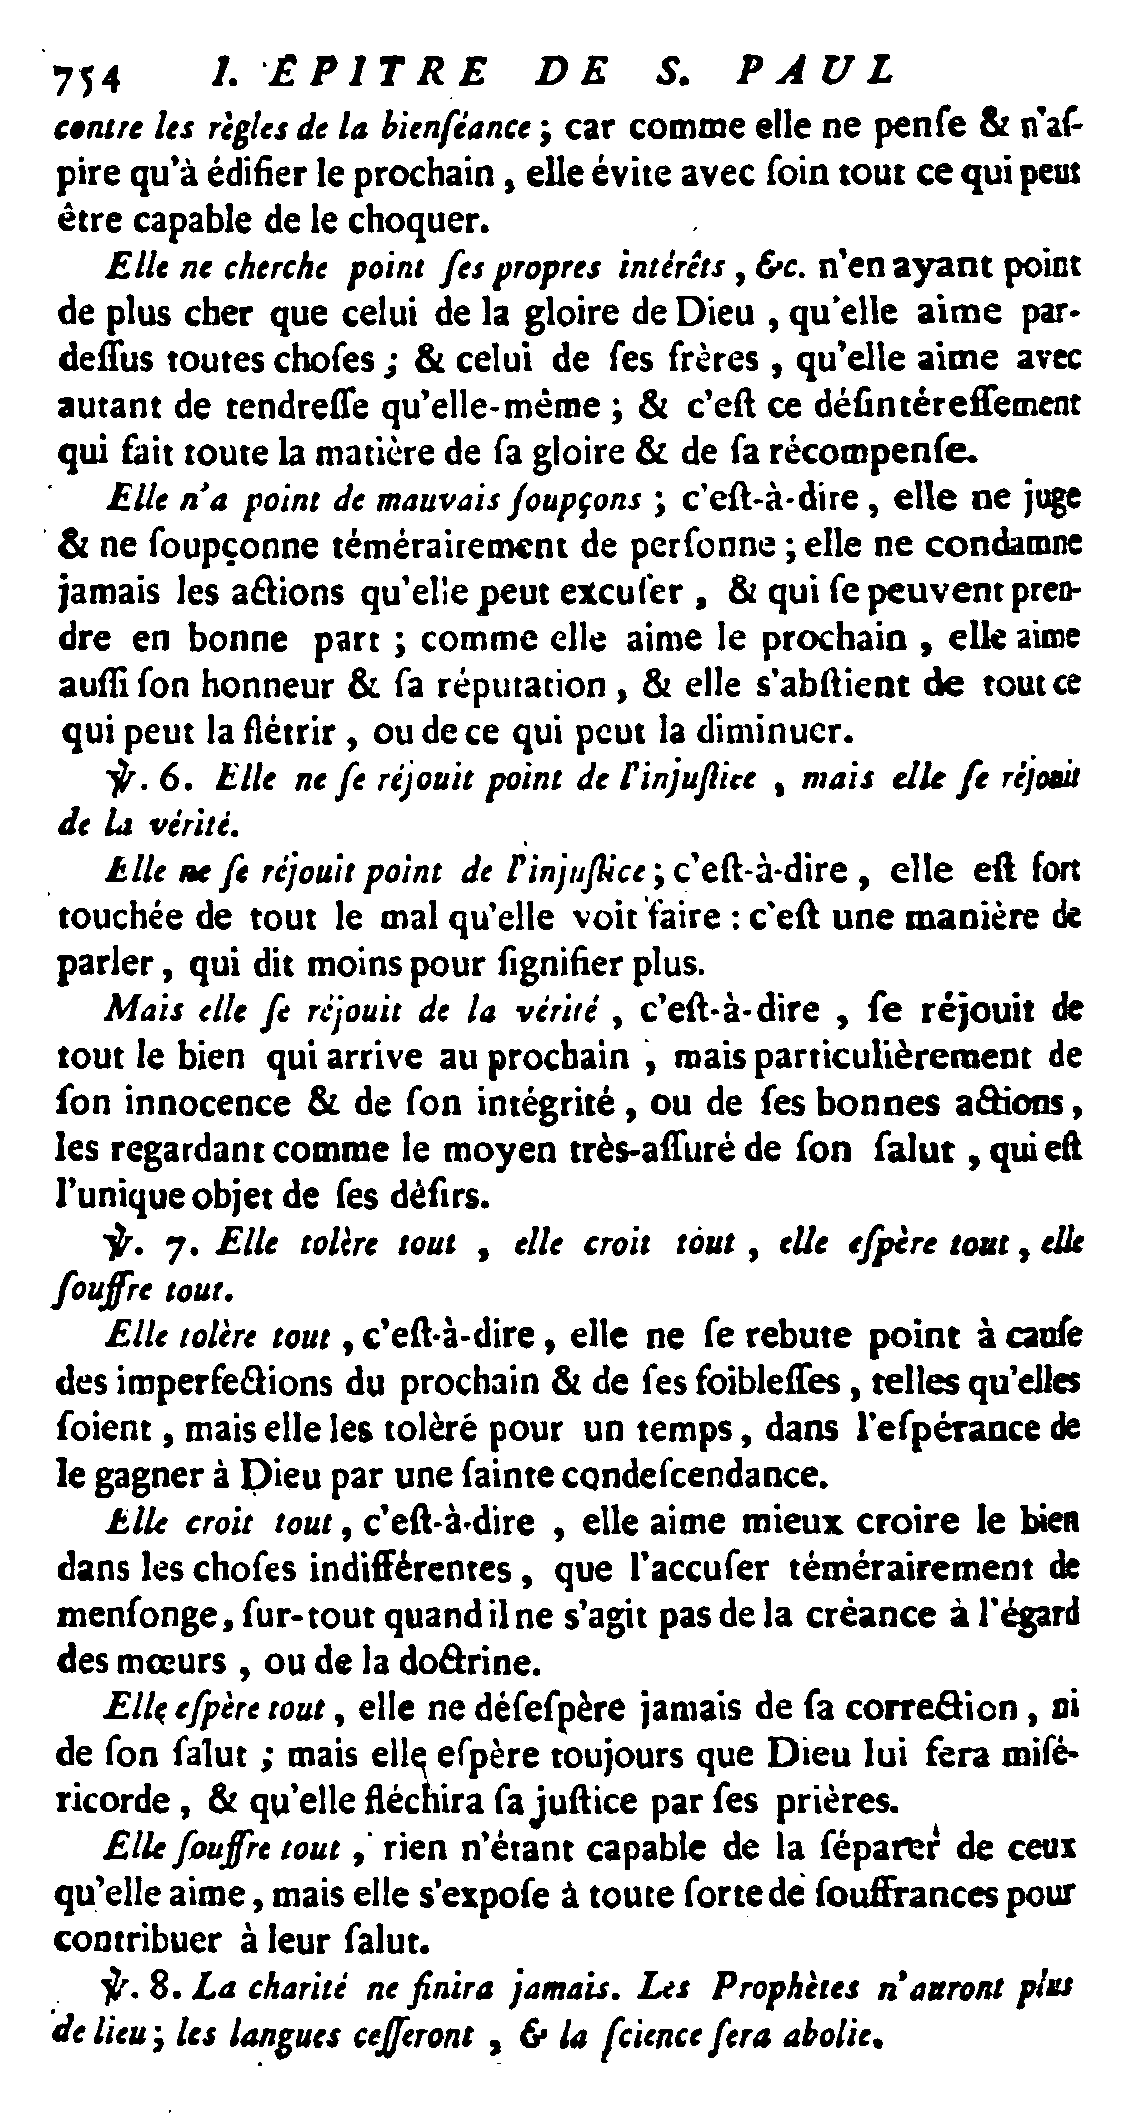 754 I. ÉPITRE DE S. PAUL
contre les règles de la bienſéance ; car comme elle ne penſe & n'aſ-
pire qu'à édifier le prochain , elle évite avec ſoin tout ce qui peut
être capable de le choquer.
Elle ne cherche point ſes propres intérêts , &c. n'en ayant point
de plus cher que celui de la gloire de Dieu , qu'elle aime par-
deſſus toutes choſes ; & celui de ſes frères , qu'elle aime avec
autant de tendreſſe qu'elle-même ; & c'eſt ce déſintéreſſement
qui fait toute la matière de ſa gloire & de ſa récompenſe.
Elle n'a point de mauvais ſoupçons ; c'eſt-à-dire , elle ne juge
& ne ſoupçonne témérairement de perſonne ; elle ne condamne
jamais les actions qu'elle peut excuſer , & qui ſe peuvent pren-
dre en bonne part ; comme elle aime le prochain , elle aime
auſſi ſon honneur & ſa réputation , & elle s'abſtient de tout ce
qui peut la flétrir , ou de ce qui peut la diminuer.
℣. 6. Elle ne ſe réjouit point de l'injuſtice , mais elle ſe réjouit
de la vérité.
Elle ne ſe réjouit point de l'injuſtice ; c'eſt-à-dire , elle eſt fort
touchée de tout le mal qu'elle voit faire : c'eſt une manière de
parler , qui dit moins pour ſignifier plus.
Mais elle ſe réjouit de la vérité , c'eſt-à-dire , ſe réjouit de
tout le bien qui arrive au prochain , mais particulièrement de
ſon innocence & de ſon intégrité , ou de ſes bonnes actions ,
les regardant comme le moyen très-aſſuré de ſon ſalut , qui eſt
l'unique objet de ſes déſirs.
℣. 7. Elle tolère tout , elle croit tout , elle eſpère tout , elle
ſouffre tout.
Elle tolère tout , c'eſt-à-dire , elle ne ſe rebute point à cauſe
des imperfections du prochain & de ſes foibleſſes , telles qu'elles
ſoient , mais elle les toléré pour un temps , dans l'eſpérance de
le gagner à Dieu par une ſainte condeſcendance.
Elle croit tout , c'eſt-à-dire , elle aime mieux croire le bien
dans les choſes indifférentes , que l'accuſer témérairement de
menſonge , ſur-tout quand il ne s'agit pas de la créance à l'égard
des mœurs , ou de la doctrine.
Elle eſpère tout , elle ne déſeſpère jamais de ſa correction , ni
de ſon ſalut ; mais elle eſpère toujours que Dieu lui fera miſé-
ricorde , & qu'elle fléchira ſa juſtice par ſes prières.
Elle ſouffre tout , rien n'étant capable de la ſéparer de ceux
qu'elle aime , mais elle s'expoſe à toute ſorte de ſouffrances pour
contribuer à leur ſalut.
℣. 8. La charité ne finira jamais. Les Prophètes n'auront plus
de lieu ; les langues ceſſeront , & la ſcience ſera abolie.